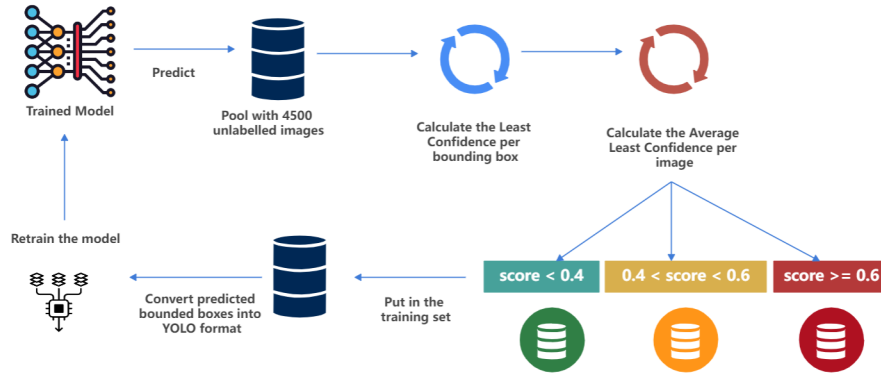 Trained Model
Predict
Pool with 4500
unlabelled images
Calculate the Least
Confidence per
bounding box
Calculate the Average
Least Confidence per
image
score < 0.4
0.4 < score < 0.6
score >= 0.6
Put in the
training set
Convert predicted
bounded boxes into
YOLO format
Retrain the model